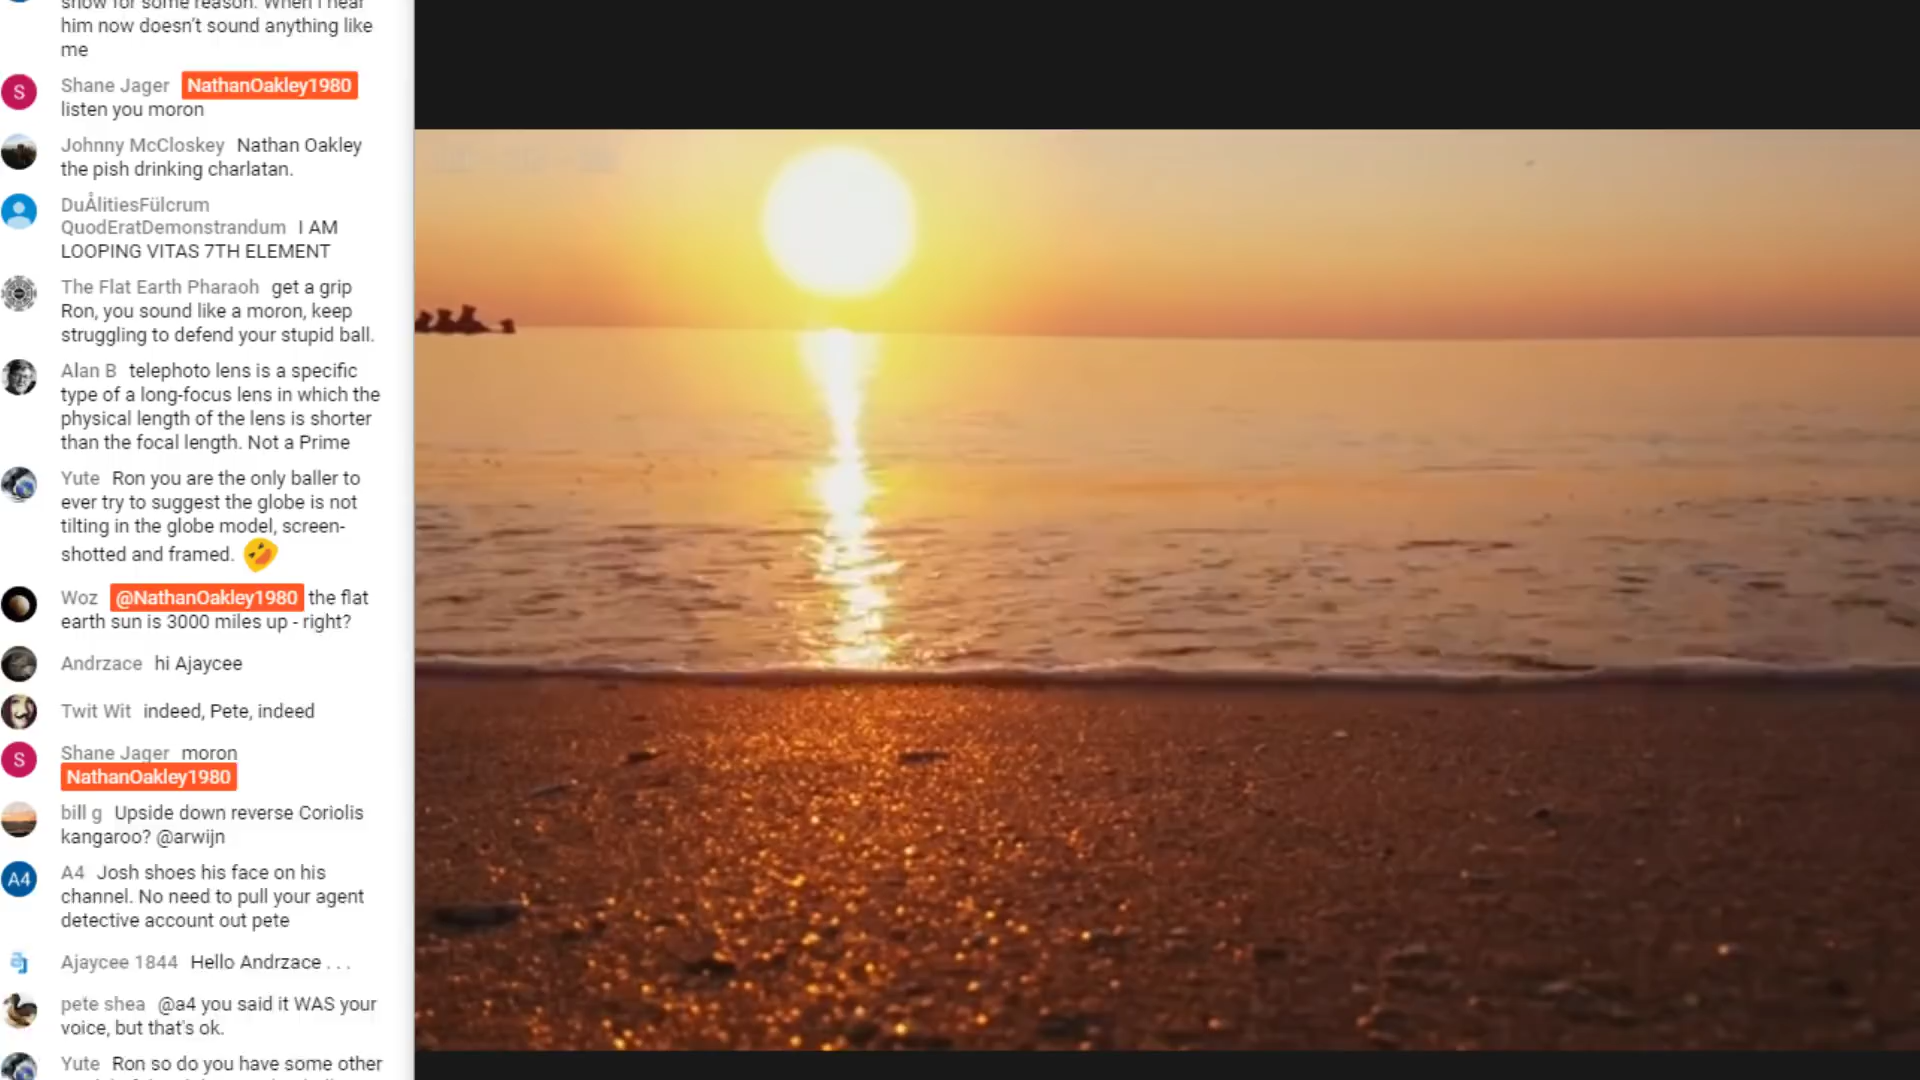 show for some reason. When I hear
him now doesn't sound anything like
me
S Shane Jager NathanOakley1980
listen you moron
Johnny McCloskey Nathan Oakley
the pish drinking charlatan.
DuÅlitiesFülcrum
QuodEratDemonstrandum I AM
LOOPING VITAS 7TH ELEMENT
The Flat Earth Pharaoh get a grip
Ron, you sound like a moron, keep
struggling to defend your stupid ball.
Alan B telephoto lens is a specific
type of a long-focus lens in which the
physical length of the lens is shorter
than the focal length. Not a Prime
Yute Ron you are the only baller to
ever try to suggest the globe is not
tilting in the globe model, screen-
shotted and framed.
Woz @NathanOakley1980 the flat
earth sun is 3000 miles up - right?
Andrzace hi Ajaycee
Twit Wit indeed, Pete, indeed
S Shane Jager moron
NathanOakley1980
bill g Upside down reverse Coriolis
kangaroo? @arwijn
A4 A4 Josh shoes his face on his
channel. No need to pull your agent
detective account out pete
Ajaycee 1844 Hello Andrzace . . .
pete shea @a4 you said it WAS your
voice, but that's ok.
Yute Ron so do you have some other